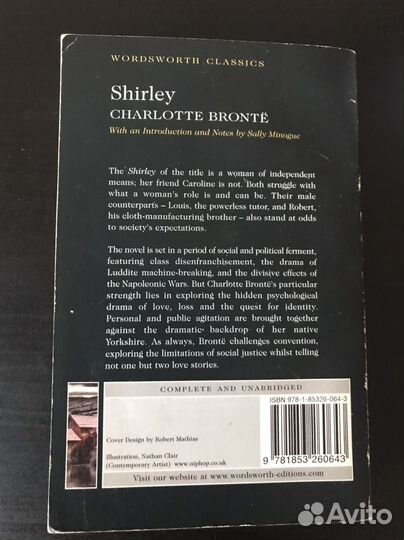 WORDSWORTH CLASSICS
Shirley
CHARLOTTE BRONTË
With an Introduction and Notes by Sally Minogue
The Shirley of the title is a woman of independent
means; her friend Caroline is not. Both struggle with
what a woman's role is and can be. Their male
counterparts – Louis, the powerless tutor, and Robert,
his cloth-manufacturing brother – also stand at odds
to society's expectations.
The novel is set in a period of social and political ferment,
featuring class disenfranchisement, the drama of
Luddite machine-breaking, and the divisive effects of
the Napoleonic Wars. But Charlotte Brontë's particular
strength lies in exploring the hidden psychological
drama of love, loss and the quest for identity.
Personal and public agitation are brought together
against the dramatic backdrop of her native
Yorkshire. As always, Brontë challenges convention,
exploring the limitations of social justice whilst telling
not one but two love stories.
COMPLETE AND UNABRIDGED
ISBN 978-1-85326-064-3
Cover Design by Robert Mathias
Illustration, Nathan Clair
(Contemporary Artist) www.niphop.co.uk
9 781853 260643
Visit our website at www.wordsworth-editions.com
Avito